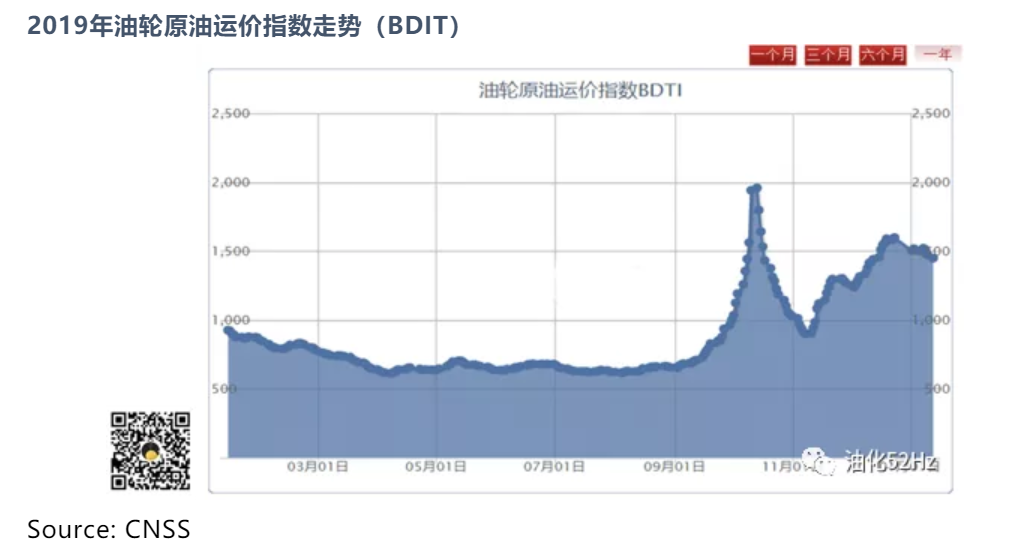 2019年油轮原油运价指数走势（BDIT）
一个月 三个月 六个月 一年
油轮原油运价指数BDTI
2,500 2,500
2,000 2,000
1,500
1,000 1,000
500 500
03月01日 05月01日 07月01日 09月01日
油化52Hz
Source: CNSS